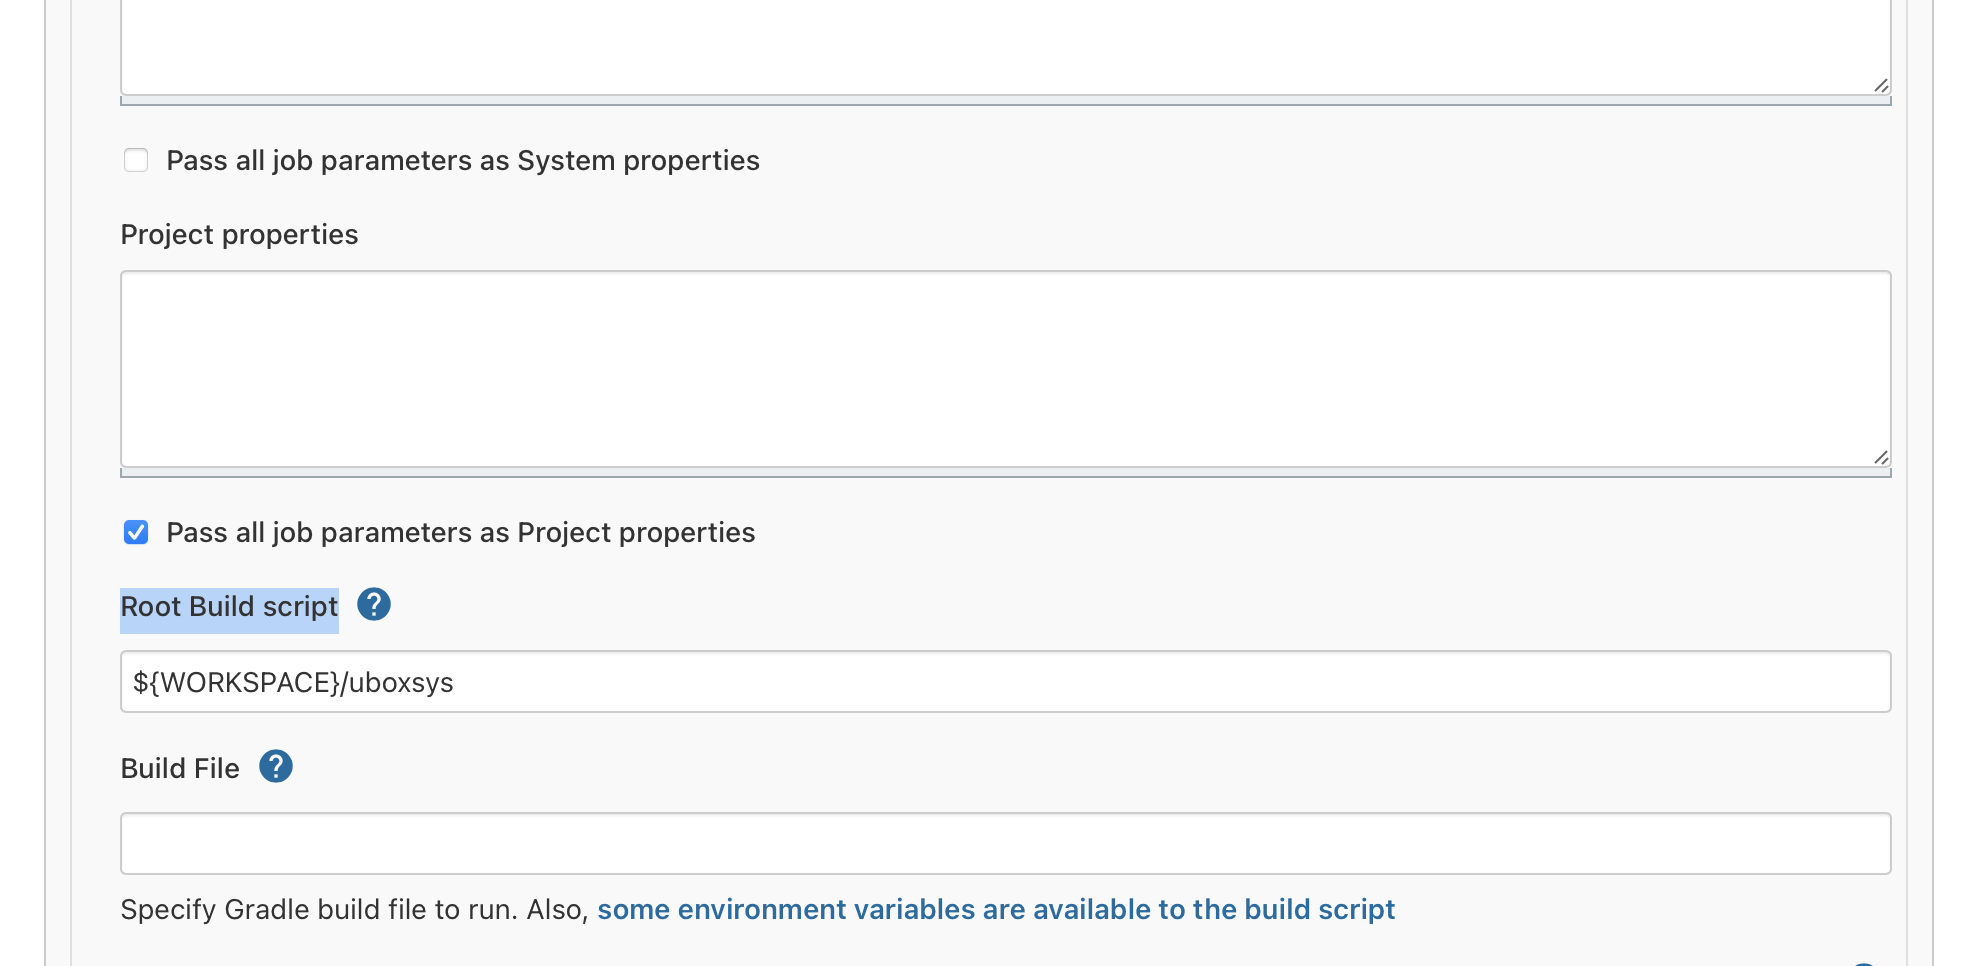 Pass all job parameters as System properties
Project properties
Pass all job parameters as Project properties
Root Build script ?
${WORKSPACE}/uboxsys
Build File ?
Specify Gradle build file to run. Also, some environment variables are available to the build script